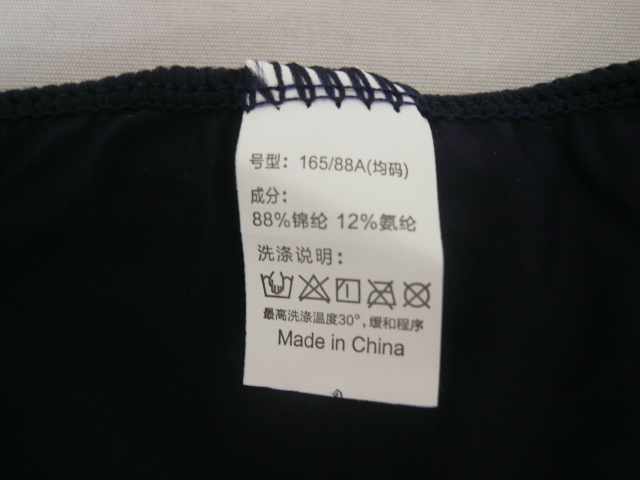 号型：165/88A(均码)
成分：
88%锦纶 12%氨纶
洗涤说明：
最高洗涤温度30°，缓和程序
Made in China